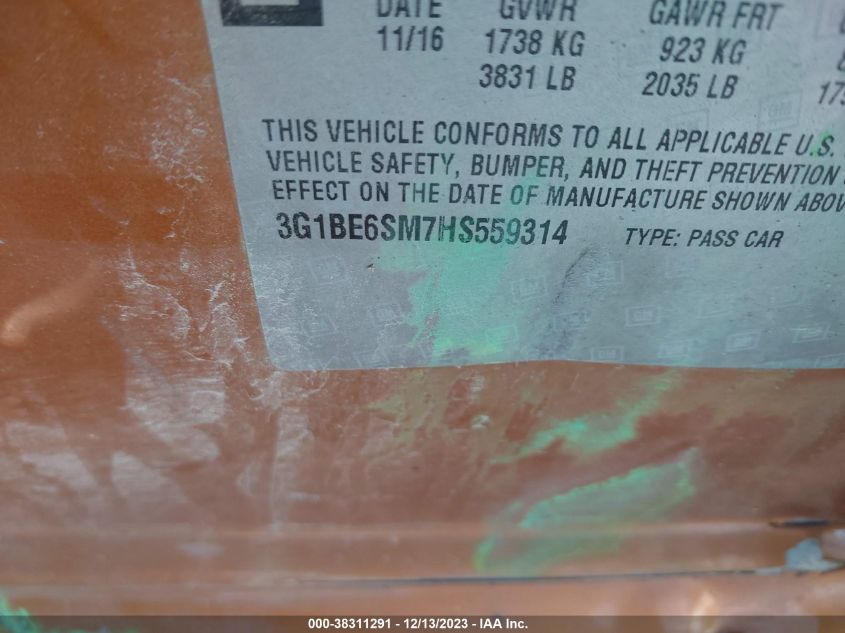 DATE GVWR GAWR FRT
11/16 1738 KG 923 KG
3831 LB 2035 LB
THIS VEHICLE CONFORMS TO ALL APPLICABLE U.S.
VEHICLE SAFETY, BUMPER, AND THEFT PREVENTION
EFFECT ON THE DATE OF MANUFACTURE SHOWN ABOV
3G1BE6SM7HS559314 TYPE: PASS CAR
000-38311291 - 12/13/2023 - IAA Inc.